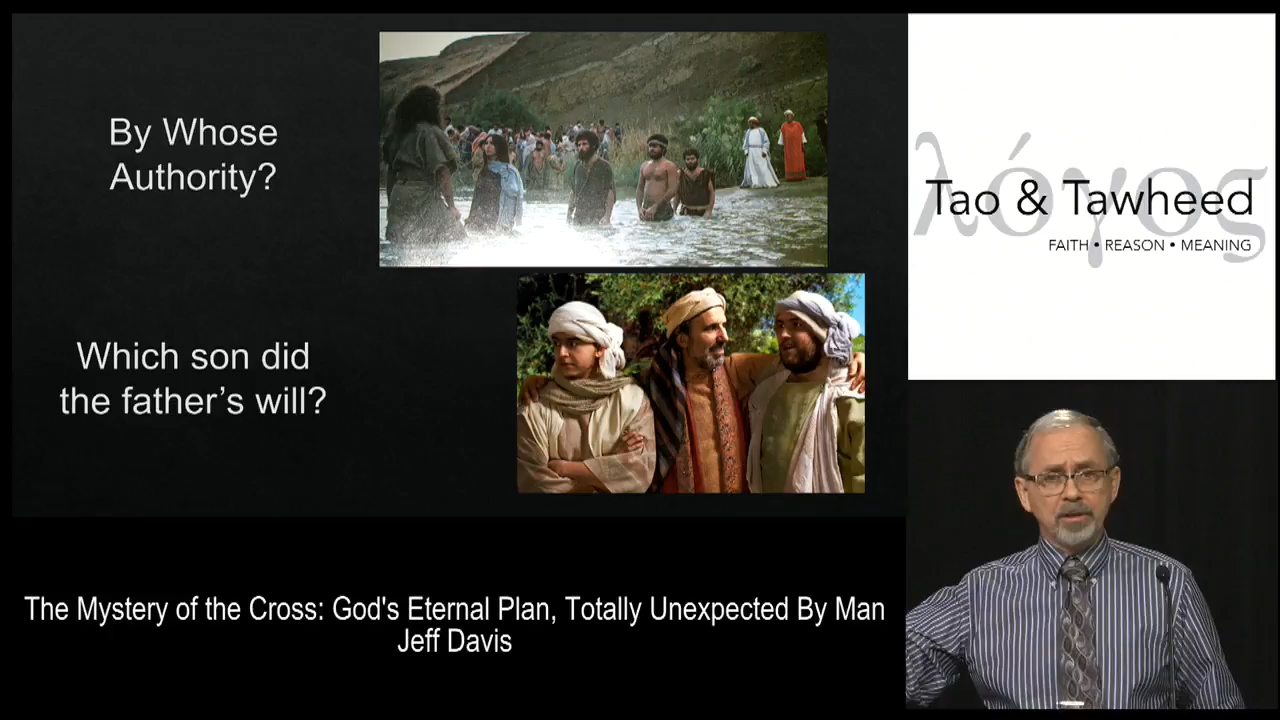 By Whose
Authority?
Which son did
the father's will?
λόγος
Tao & Tawheed
FAITH • REASON • MEANING
The Mystery of the Cross: God's Eternal Plan, Totally Unexpected By Man
Jeff Davis